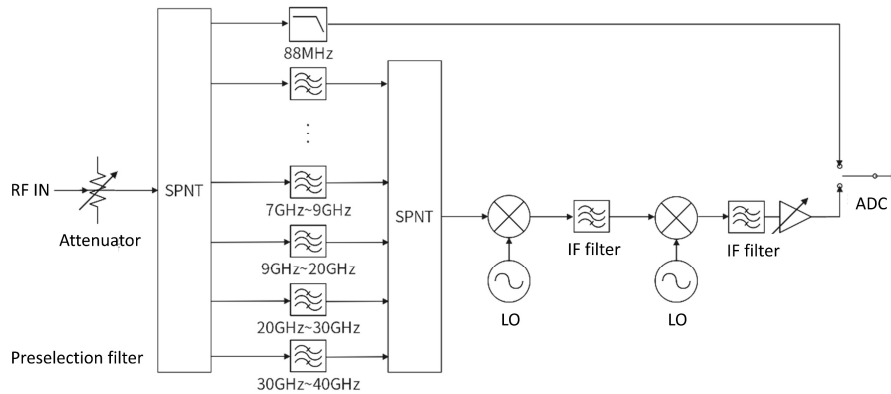 88MHz
SPNT
7GHz~9GHz
RF IN
Attenuator
SPNT
9GHz~20GHz
20GHz~30GHz
Preselection filter
30GHz~40GHz
IF filter
LO
LO
IF filter
ADC